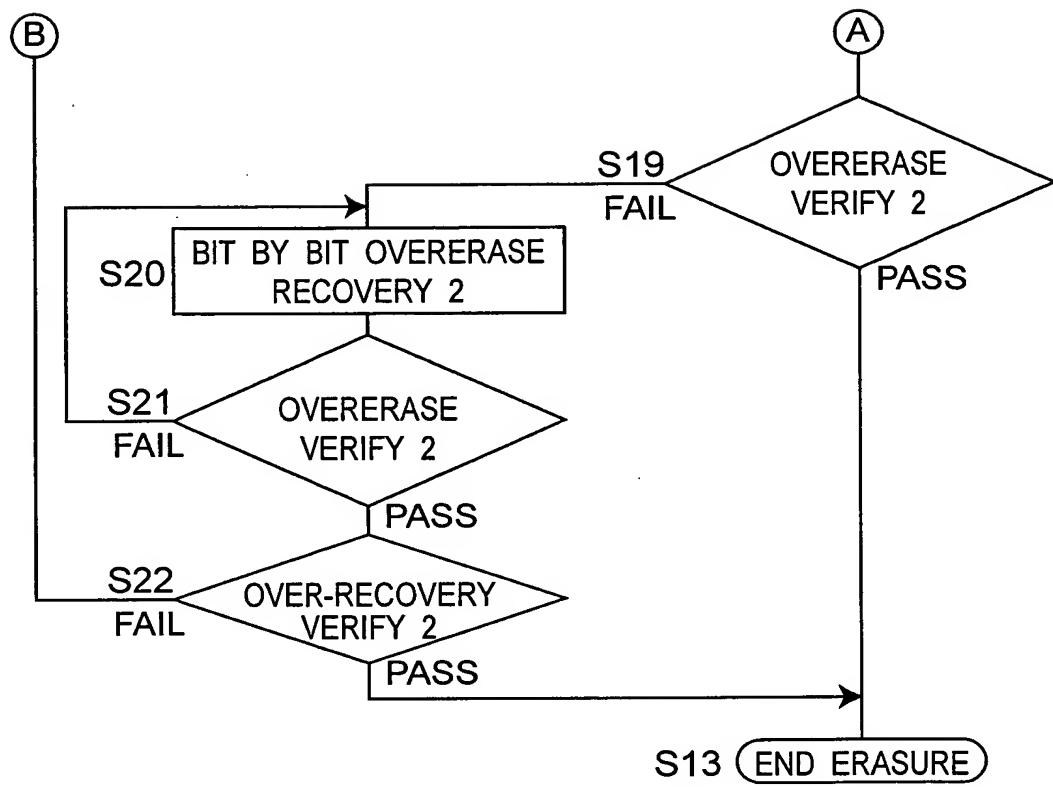 B
A
S19
FAIL
OVERERASE
VERIFY 2
PASS
S20
BIT BY BIT OVERERASE
RECOVERY 2
S21
FAIL
OVERERASE
VERIFY 2
PASS
S22
FAIL
OVER-RECOVERY
VERIFY 2
PASS
S13
END ERASURE